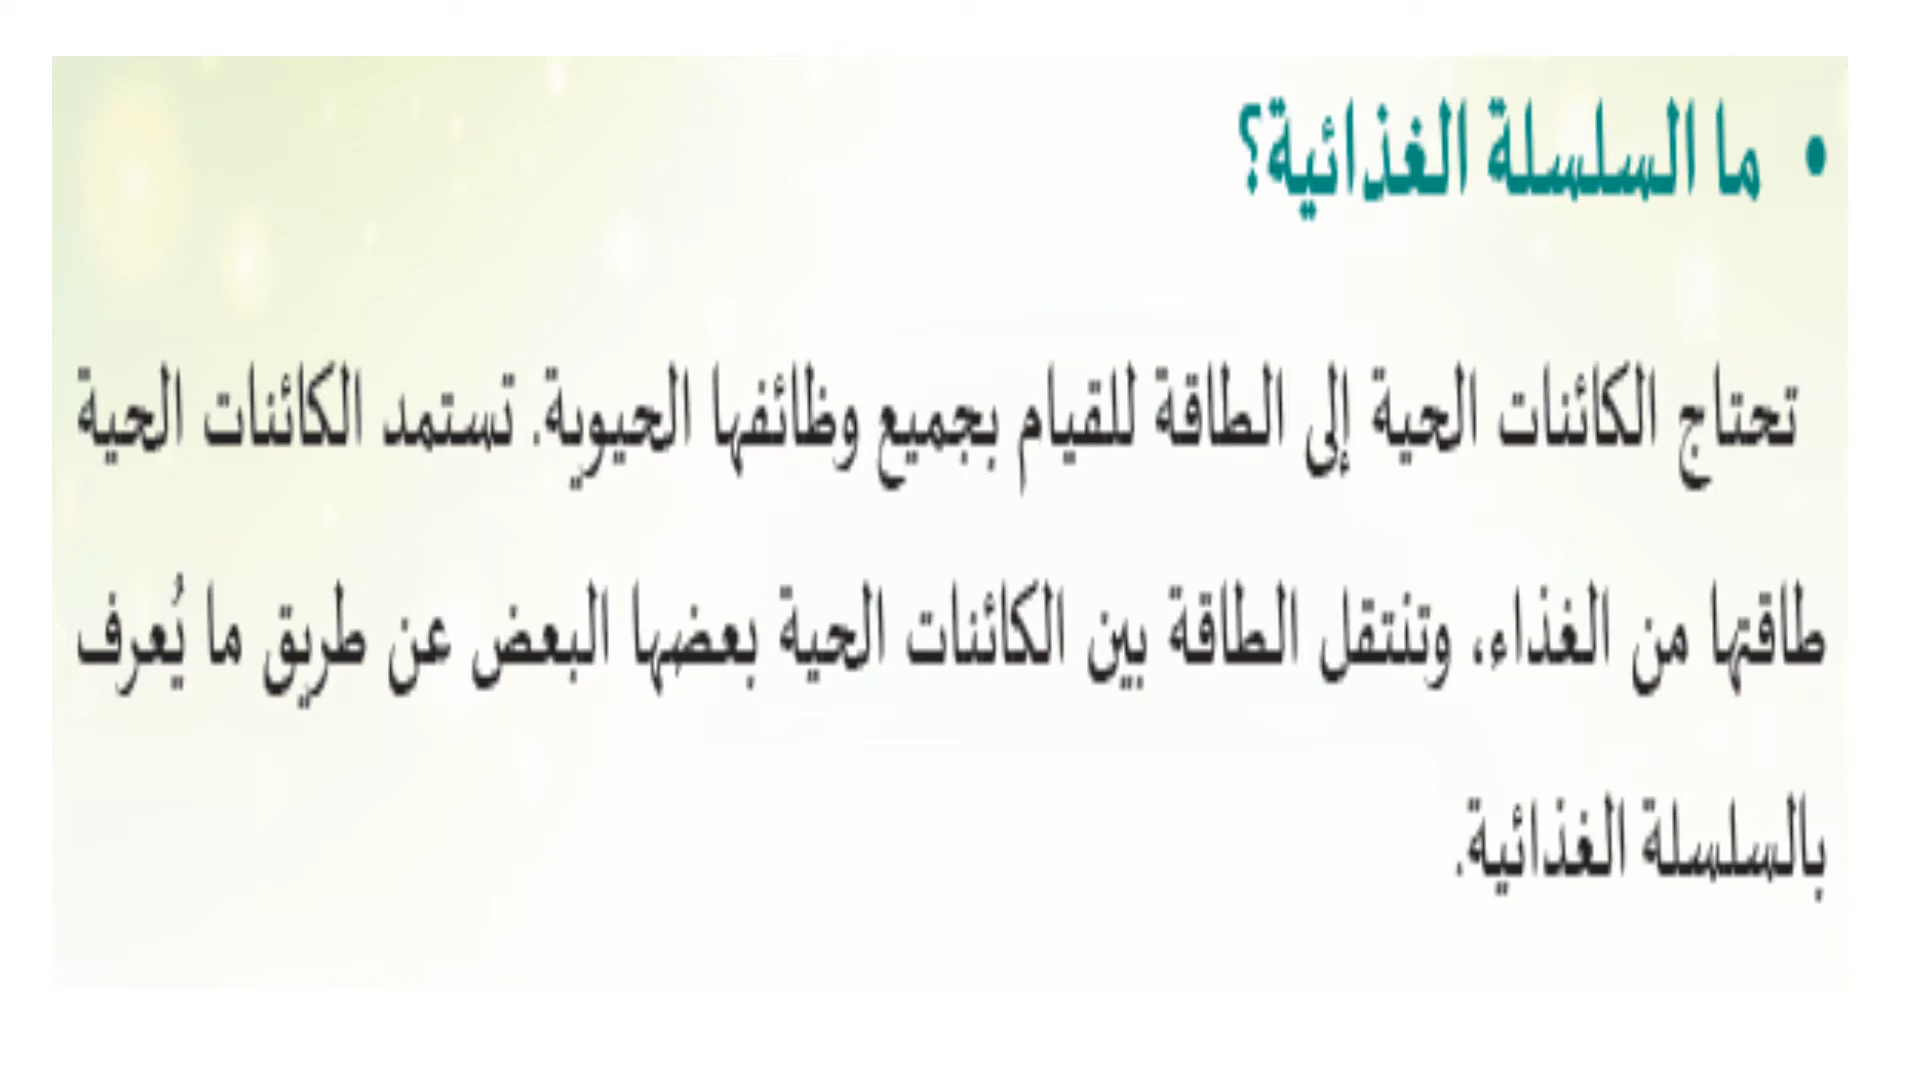 • ما السلسلة الغذائية؟
تحتاج الكائنات الحية إلى الطاقة للقيام بجميع وظائفها الحيوية. تستمد الكائنات الحية
طاقتها من الغذاء، وتنتقل الطاقة بين الكائنات الحية بعضها البعض عن طريق ما يُعرف
بالسلسلة الغذائية.